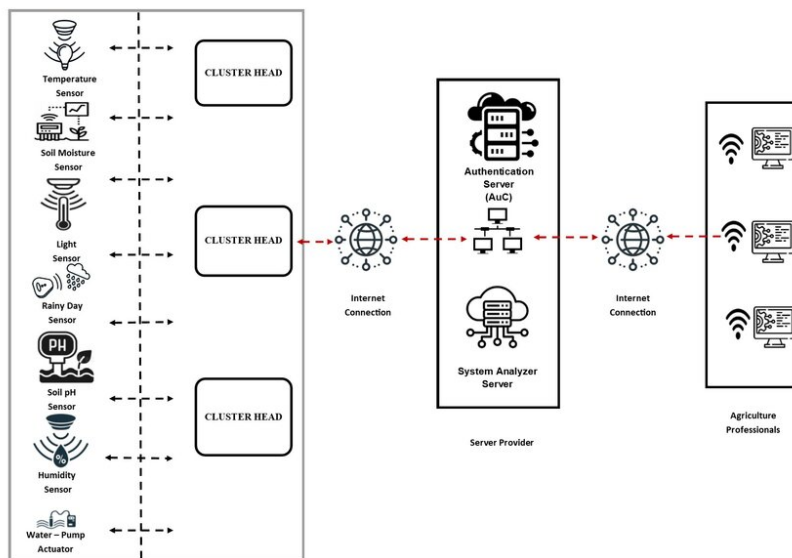 Temperature
Sensor
Soil Moisture
Sensor
Light
Sensor
Rainy Day
Sensor
PH
Soil pH
Sensor
%
Humidity
Sensor
Water – Pump
Actuator
CLUSTER HEAD
CLUSTER HEAD
CLUSTER HEAD
Internet
Connection
Authentication
Server
(AuC)
System Analyzer
Server
Server Provider
Internet
Connection
Agriculture
Professionals